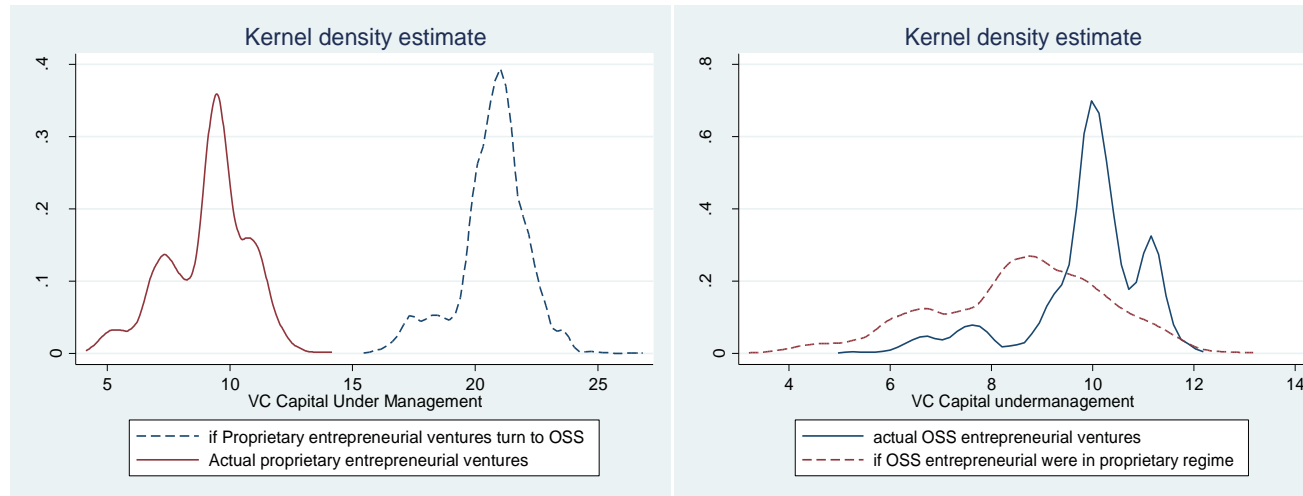 Kernel density estimate
.4
.3
.2
.1
0
5 10 15 20 25
VC Capital Under Management
if Proprietary entrepreneurial ventures turn to OSS
Actual proprietary entrepreneurial ventures
Kernel density estimate
.8
.6
.4
.2
0
4 6 8 10 12 14
VC Capital undermanagement
actual OSS entrepreneurial ventures
if OSS entrepreneurial were in proprietary regime